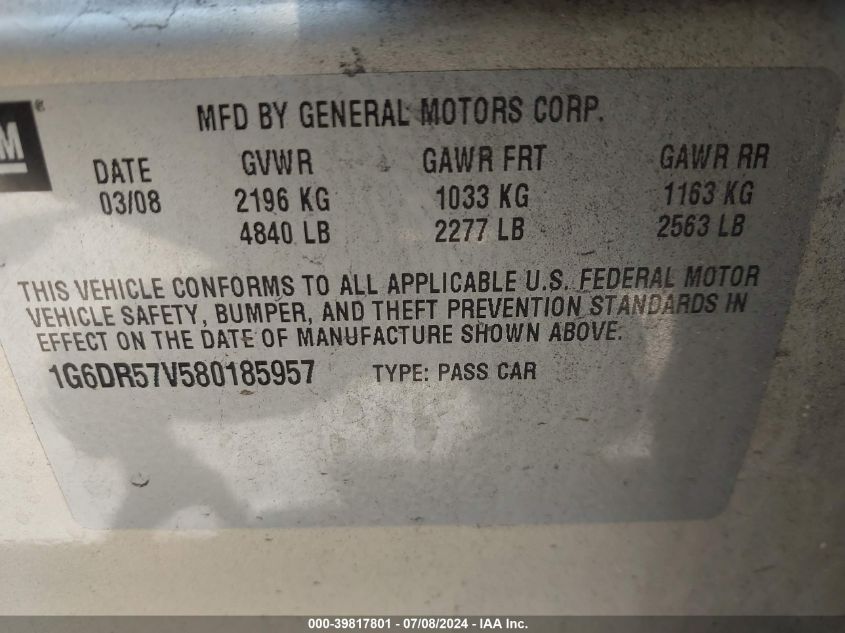 M ®
MFD BY GENERAL MOTORS CORP.
DATE GVWR GAWR FRT GAWR RR
03/08 2196 KG 1033 KG 1163 KG
4840 LB 2277 LB 2563 LB
THIS VEHICLE CONFORMS TO ALL APPLICABLE U.S. FEDERAL MOTOR
VEHICLE SAFETY, BUMPER, AND THEFT PREVENTION STANDARDS IN
EFFECT ON THE DATE OF MANUFACTURE SHOWN ABOVE.
1G6DR57V580185957 TYPE: PASS CAR
000-39817801 - 07/08/2024 - IAA Inc.